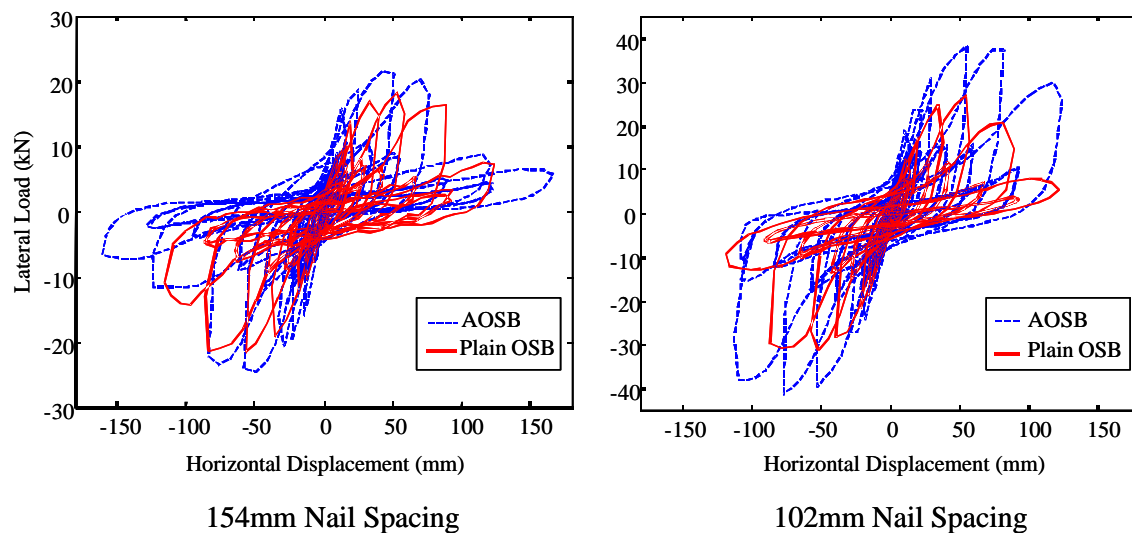 30
20
10
0
-10
-20
-30
Lateral Load (kN)
-150 -100 -50 0 50 100 150
Horizontal Displacement (mm)
AOSB
Plain OSB
154mm Nail Spacing
40
30
20
10
0
-10
-20
-30
-40
-150 -100 -50 0 50 100 150
Horizontal Displacement (mm)
AOSB
Plain OSB
102mm Nail Spacing